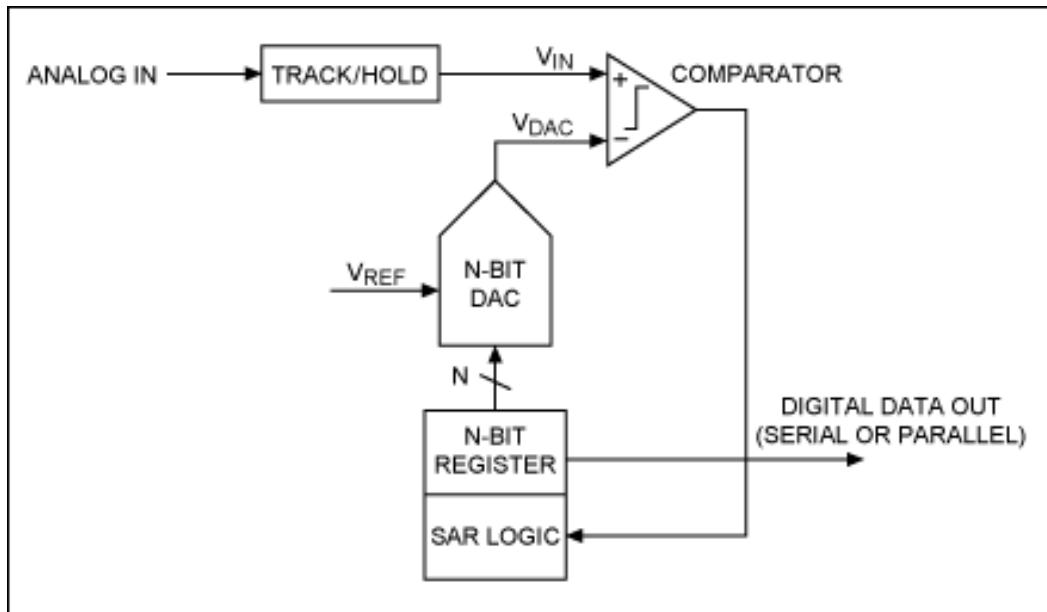 ANALOG IN
TRACK/HOLD
VIN
COMPARATOR
+
VDAC
−
VREF
N-BIT
DAC
N
DIGITAL DATA OUT
(SERIAL OR PARALLEL)
N-BIT
REGISTER
SAR LOGIC